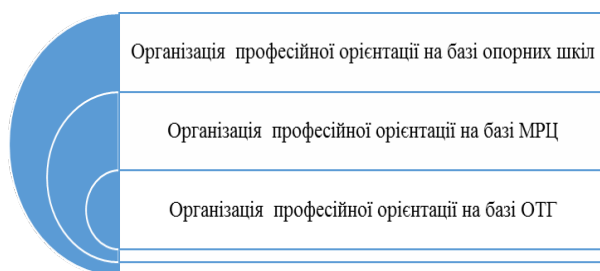 Організація професійної орієнтації на базі опорних шкіл
Організація професійної орієнтації на базі МРЦ
Організація професійної орієнтації на базі ОТГ